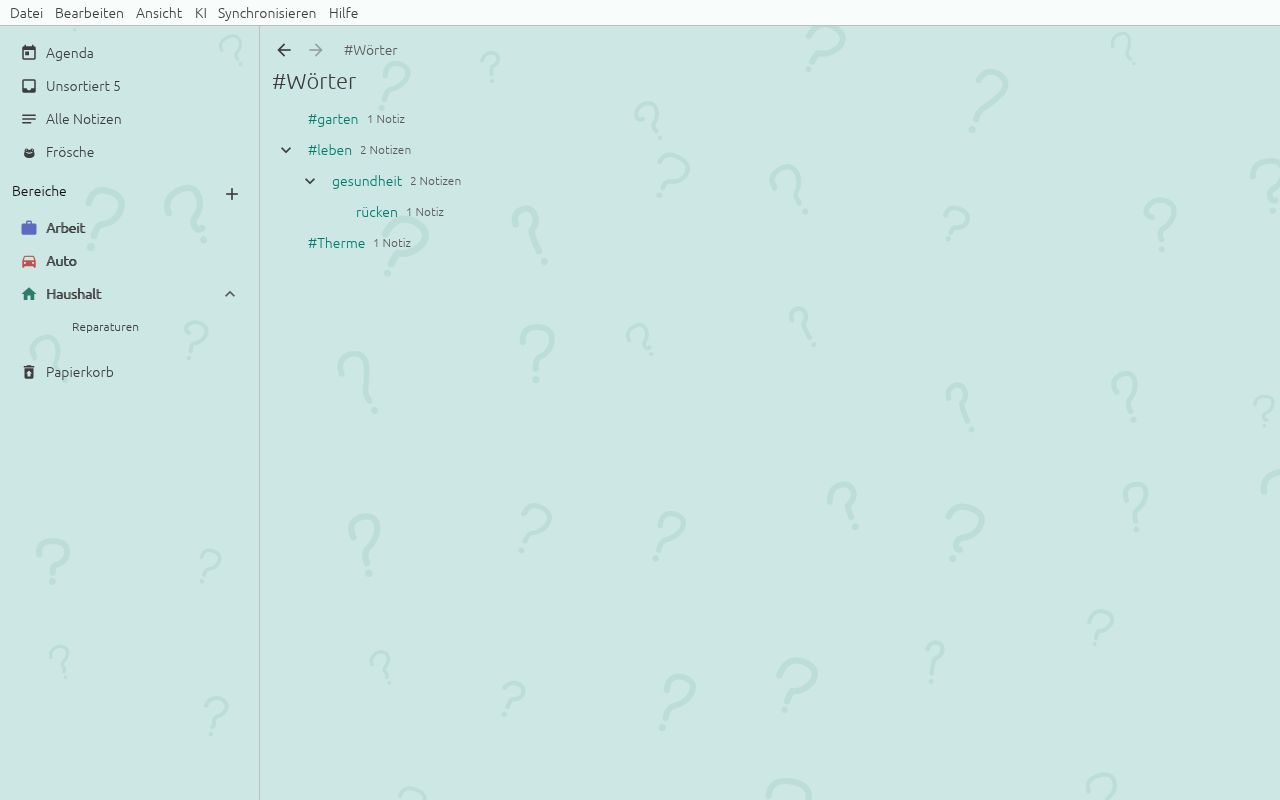 Datei Bearbeiten Ansicht KI Synchronisieren Hilfe
Agenda
Unsortiert 5
Alle Notizen
Frösche
Bereiche
Arbeit
Auto
Haushalt
Reparaturen
Papierkorb
#Wörter
#Wörter
#garten 1 Notiz
#leben 2 Notizen
gesundheit 2 Notizen
rücken 1 Notiz
#Therme 1 Notiz